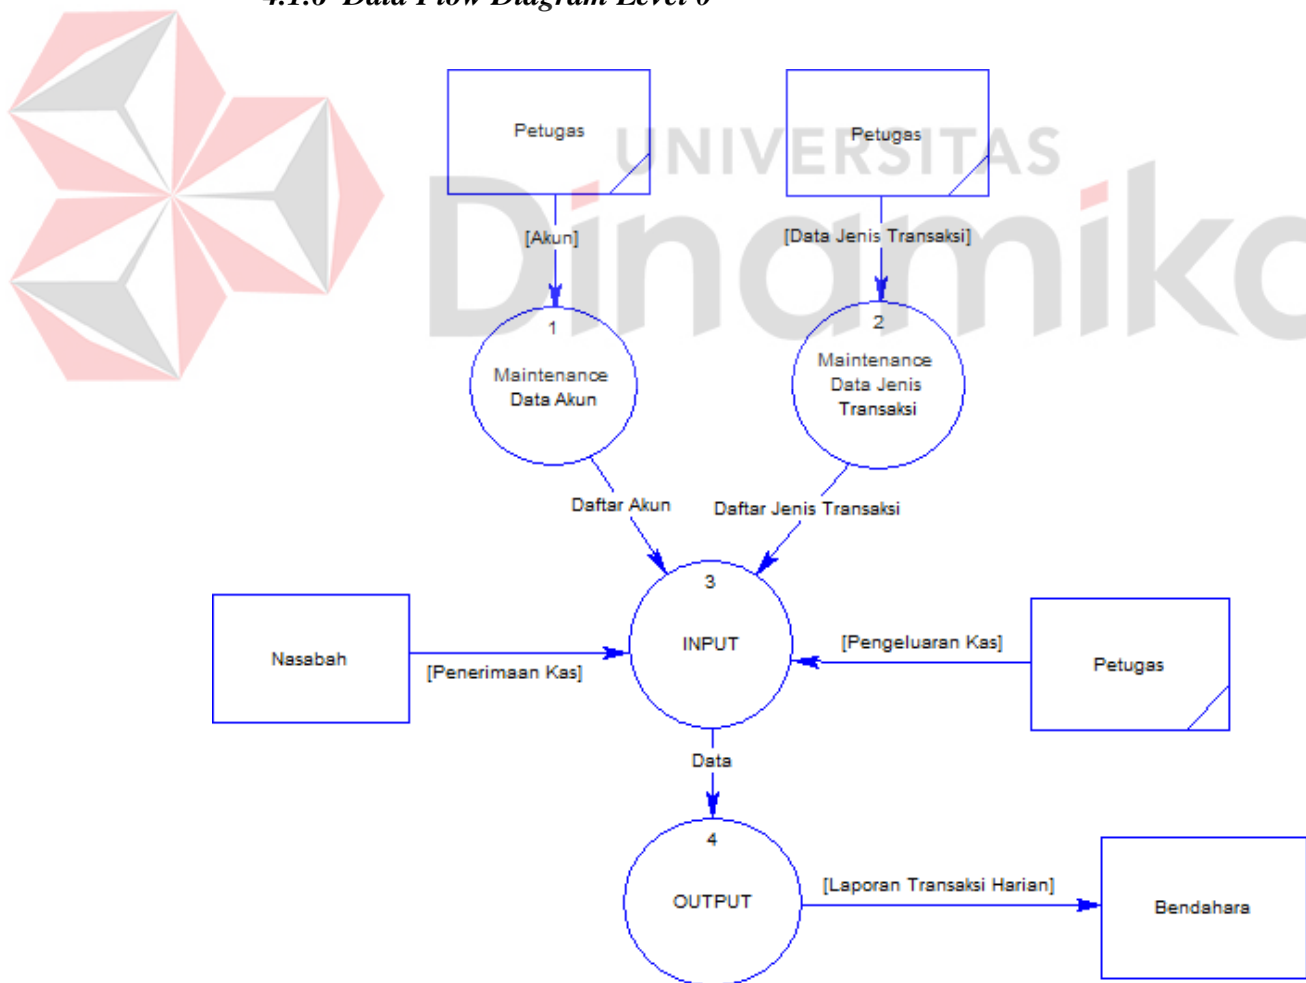 4.1.6 Data Flow Diagram Level 0
Petugas
Petugas
UNIVERSITAS
Dinamika
[Akun]
[Data Jenis Transaksi]
1
Maintenance
Data Akun
2
Maintenance
Data Jenis
Transaksi
Daftar Akun
Daftar Jenis Transaksi
3
INPUT
Nasabah
[Penerimaan Kas]
[Pengeluaran Kas]
Petugas
Data
4
OUTPUT
[Laporan Transaksi Harian]
Bendahara